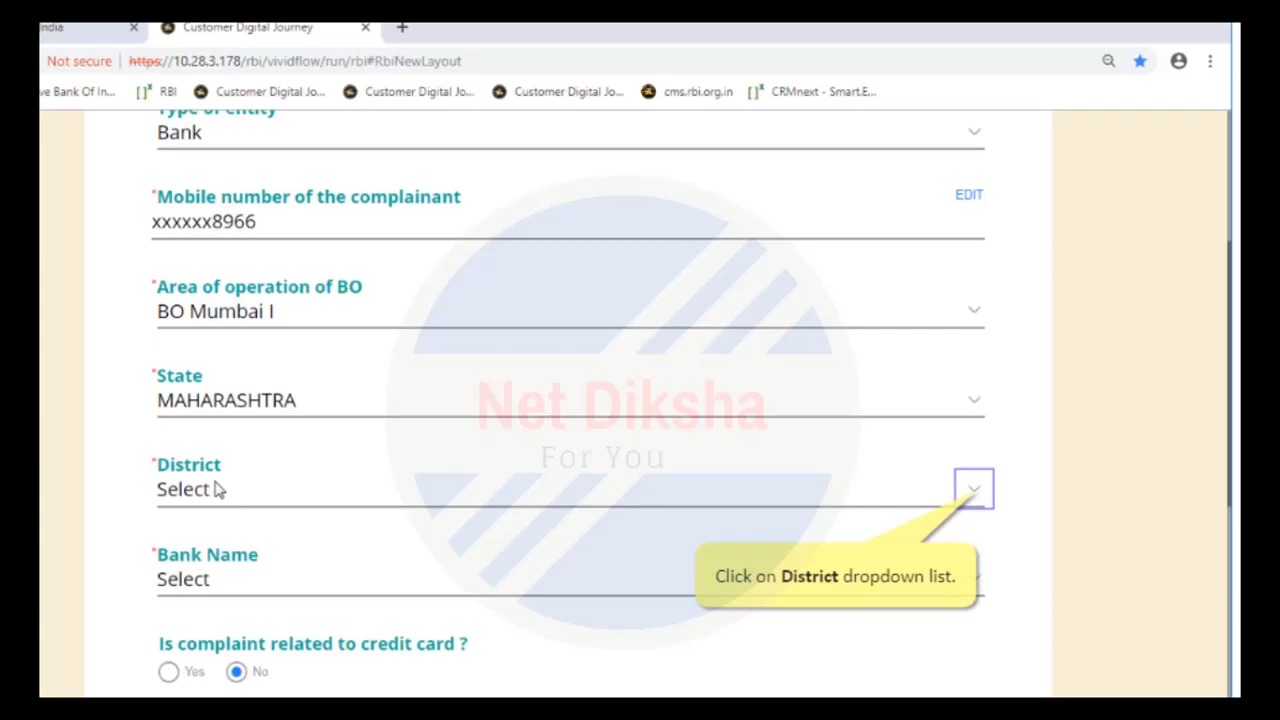 ndia
Customer Digital Journey
Not secure
https://10.28.3.178/rbi/vividflow/run/rbi#RbiNewLayout
ve Bank Of In...
RBI
Customer Digital Jo...
Customer Digital Jo...
Customer Digital Jo...
cms.rbi.org.in
CRMnext - Smart.E...
Type of entity
Bank
*Mobile number of the complainant
EDIT
xxxxxx8966
*Area of operation of BO
BO Mumbai I
*State
MAHARASHTRA
Net Diksha
For You
*District
Select
*Bank Name
Select
Click on District dropdown list.
Is complaint related to credit card ?
Yes
No